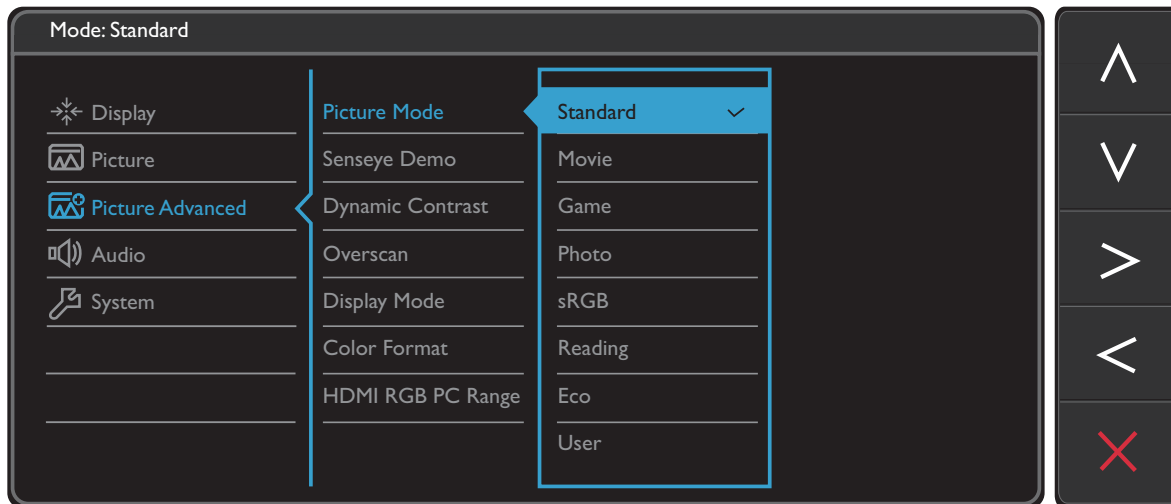 Mode: Standard
Display
Picture
Picture Advanced
Audio
System
Picture Mode
Senseye Demo
Dynamic Contrast
Overscan
Display Mode
Color Format
HDMI RGB PC Range
Standard
Movie
Game
Photo
sRGB
Reading
Eco
User